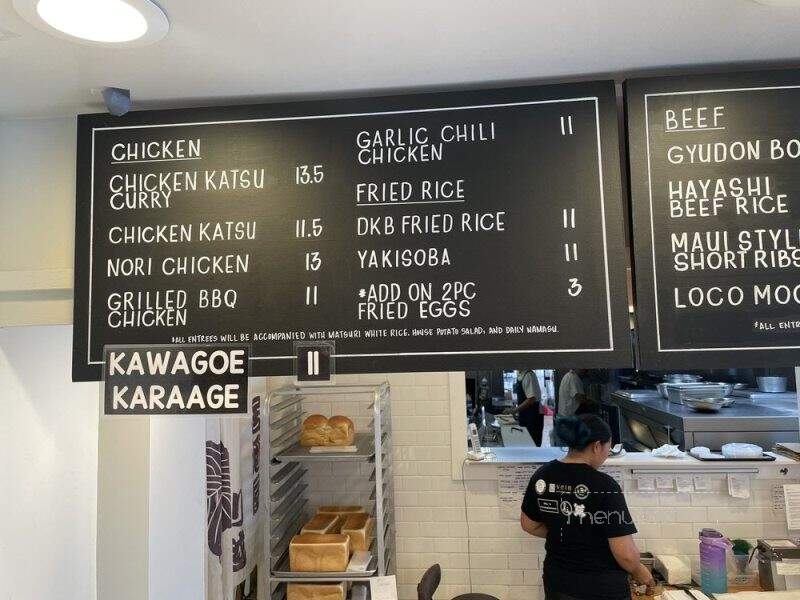 CHICKEN
CHICKEN KATSU CURRY 13.5
CHICKEN KATSU 11.5
NORI CHICKEN 13
GRILLED BBQ CHICKEN 11
GARLIC CHILI CHICKEN 11
FRIED RICE
DKB FRIED RICE 11
YAKISOBA 11
*ADD ON 2PC FRIED EGGS 3
*ALL ENTREES WILL BE ACCOMPANIED WITH MATSURI WHITE RICE, HOUSE POTATO SALAD, AND DAILY NAMASU.
KAWAGOE KARAAGE 11
BEEF
GYUDON BO
HAYASHI
BEEF RICE
MAUI STYL
SHORT RIBS
LOCO MOC
*ALL ENTR
vein
menu